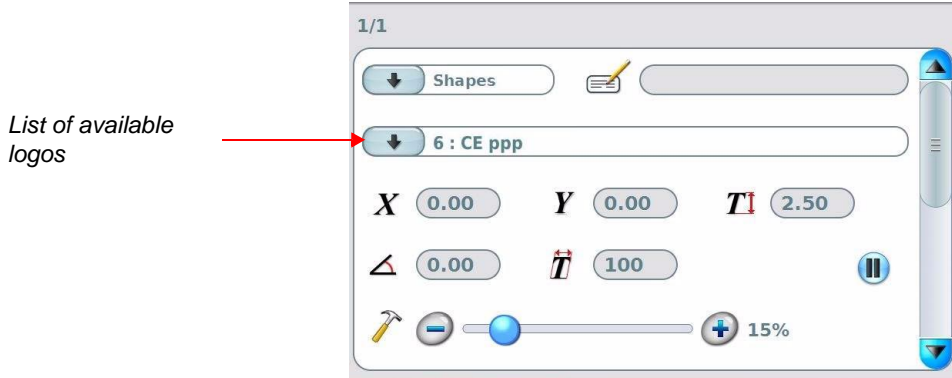 1/1
Shapes
List of available
logos
6 : CE ppp
X 0.00 Y 0.00 T 2.50
0.00 T 100
15%